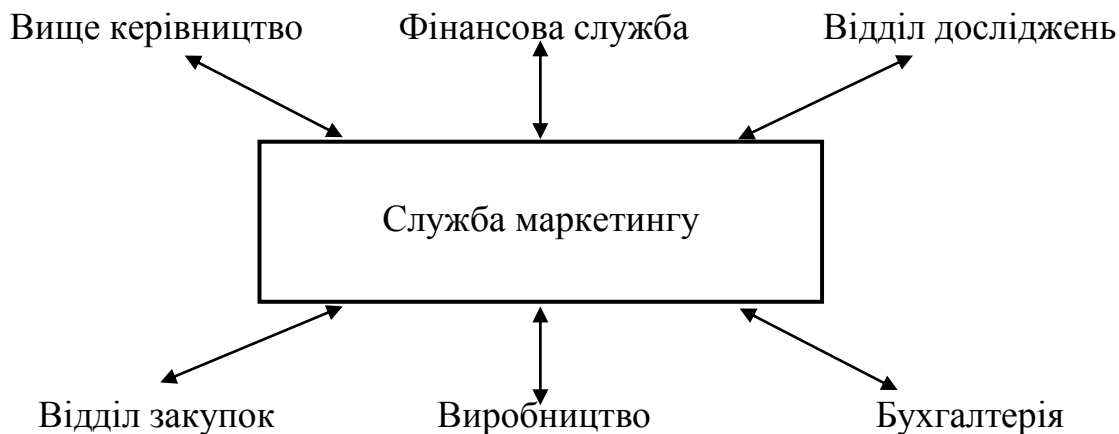 Вище керівництво
Фінансова служба
Відділ досліджень
Служба маркетингу
Відділ закупок
Виробництво
Бухгалтерія